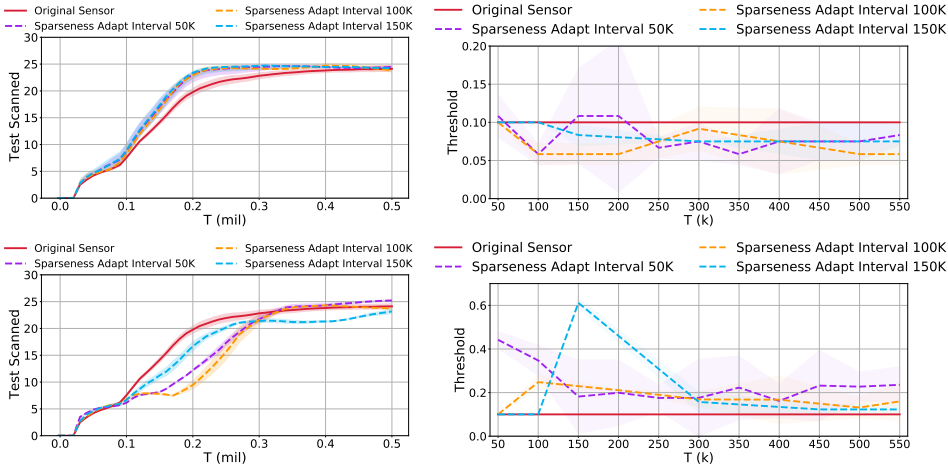 Original Sensor
Sparseness Adapt Interval 100K
Sparseness Adapt Interval 50K
Sparseness Adapt Interval 150K
30
25
20
15
10
5
0
Test Scanned
0.0 0.1 0.2 0.3 0.4 0.5
T (mil)
Original Sensor
Sparseness Adapt Interval 100K
Sparseness Adapt Interval 50K
Sparseness Adapt Interval 150K
0.20
0.15
0.10
0.05
0.00
Threshold
50 100 150 200 250 300 350 400 450 500 550
T (k)
Original Sensor
Sparseness Adapt Interval 100K
Sparseness Adapt Interval 50K
Sparseness Adapt Interval 150K
30
25
20
15
10
5
0
Test Scanned
0.0 0.1 0.2 0.3 0.4 0.5
T (mil)
Original Sensor
Sparseness Adapt Interval 100K
Sparseness Adapt Interval 50K
Sparseness Adapt Interval 150K
0.6
0.4
0.2
0.0
Threshold
50 100 150 200 250 300 350 400 450 500 550
T (k)